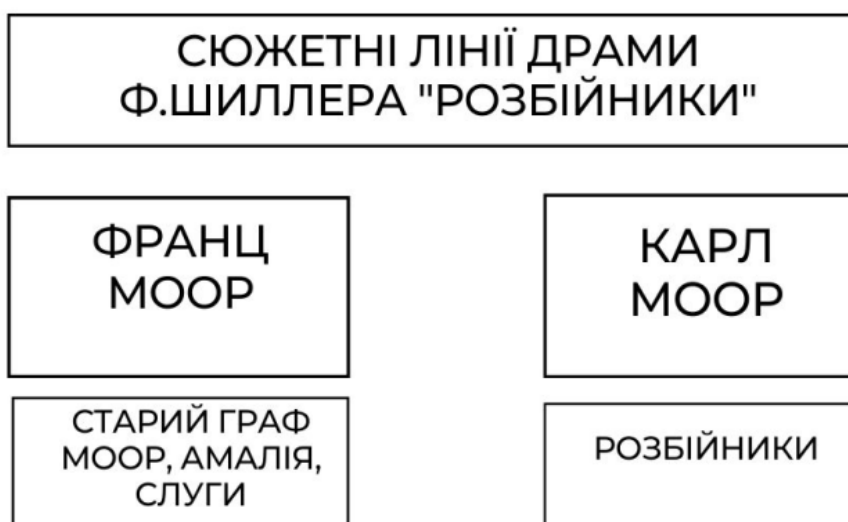 СЮЖЕТНІ ЛІНІЇ ДРАМИ
Ф.ШИЛЛЕРА "РОЗБІЙНИКИ"
ФРАНЦ
МООР
КАРЛ
МООР
СТАРИЙ ГРАФ
МООР, АМАЛІЯ,
СЛУГИ
РОЗБІЙНИКИ